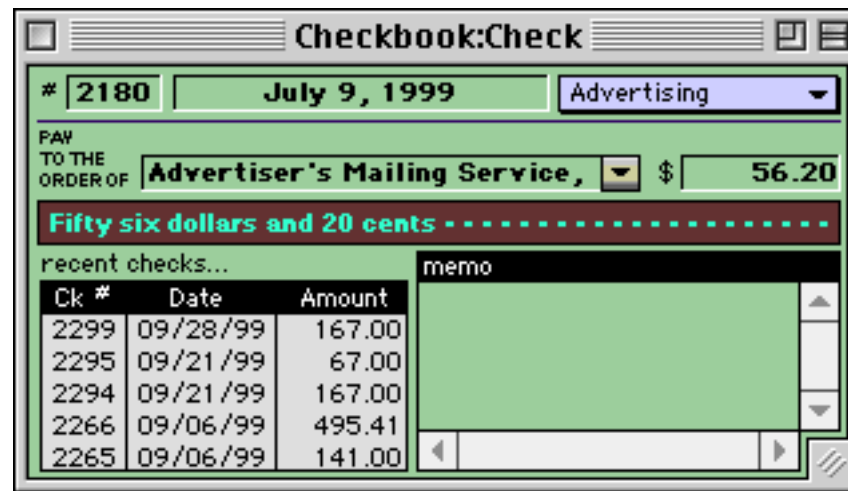 Checkbook:Check
# 2180 July 9, 1999 Advertising
PAY
TO THE
ORDER OF Advertiser's Mailing Service, $ 56.20
Fifty six dollars and 20 cents - - - - - - - - - - - - - - - - - - - - - -
recent checks...
memo
Ck # Date Amount
2299 09/28/99 167.00
2295 09/21/99 67.00
2294 09/21/99 167.00
2266 09/06/99 495.41
2265 09/06/99 141.00